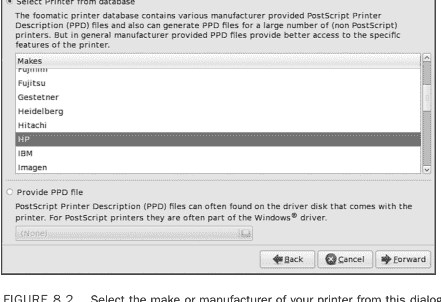 Select Printer from database
The foomatic printer database contains various manufacturer provided PostScript Printer
Description (PPD) files and also can generate PPD files for a large number of (non PostScript)
printers. But in general manufacturer provided PPD files provide better access to the specific
features of the printer.
Makes
Fujifilm
Fujitsu
Gestetner
Heidelberg
Hitachi
HP
IBM
Imagen
Provide PPD file
PostScript Printer Description (PPD) files can often found on the driver disk that comes with the
printer. For PostScript printers they are often part of the Windows® driver.
(None)
Back Cancel Forward
FIGURE 8.2 Select the make or manufacturer of your printer from this dialog